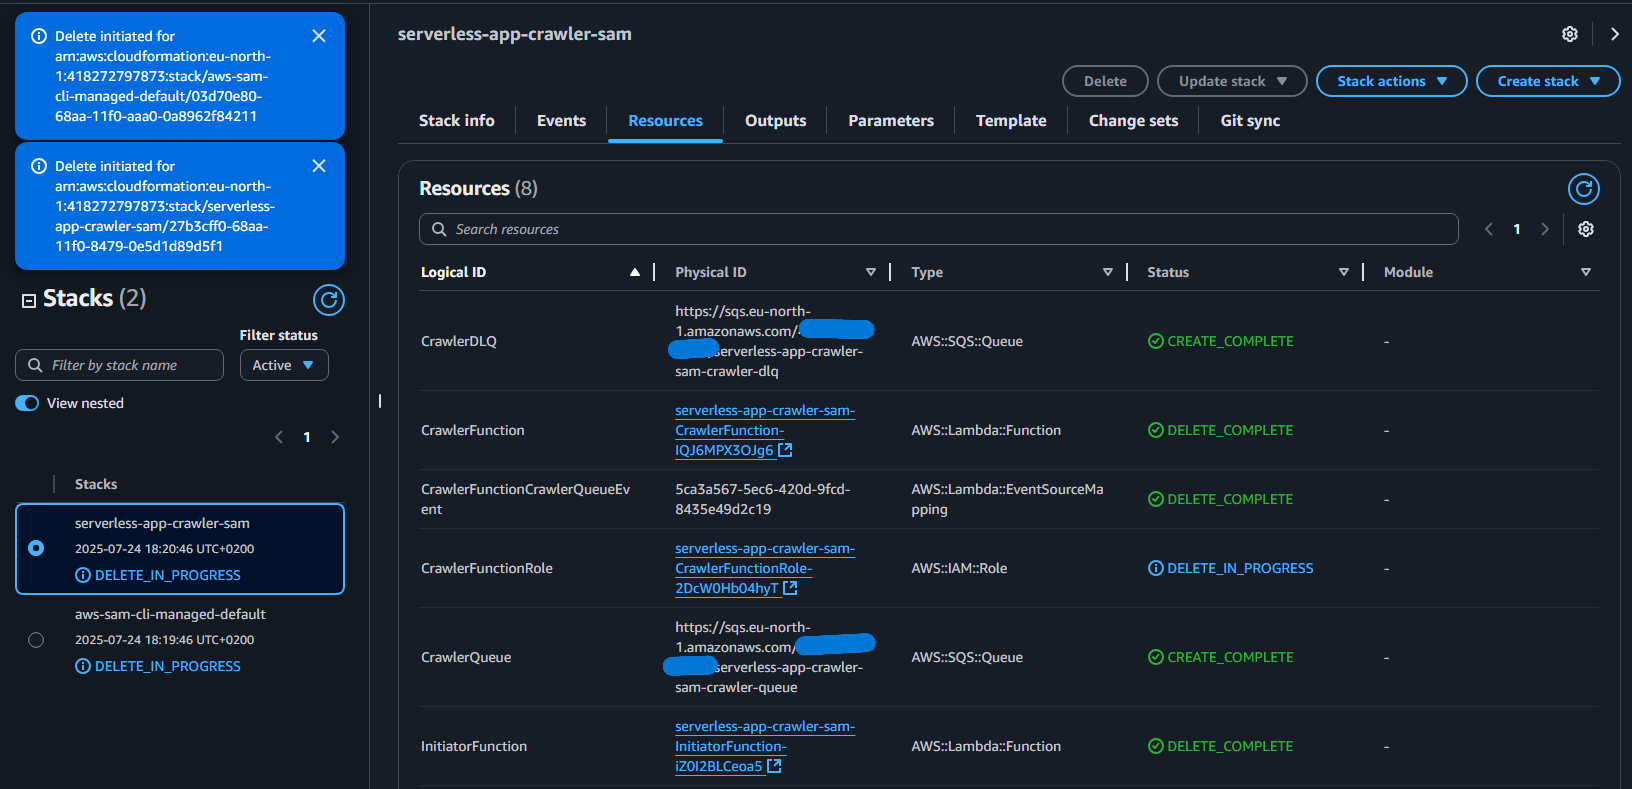 Delete initiated for
arn:aws:cloudformation:eu-north-
1:418272797873:stack/aws-sam-
cli-managed-default/03d70e80-
68aa-11f0-aaa0-0a8962f84211
Delete initiated for
arn:aws:cloudformation:eu-north-
1:418272797873:stack/serverless-
app-crawler-sam/27b3cff0-68aa-
11f0-8479-0e5d1d89d5f1
Stacks (2)
Filter status
Filter by stack name
Active
View nested
1
Stacks
serverless-app-crawler-sam
2025-07-24 18:20:46 UTC+0200
DELETE_IN_PROGRESS
aws-sam-cli-managed-default
2025-07-24 18:19:46 UTC+0200
DELETE_IN_PROGRESS
serverless-app-crawler-sam
Delete
Update stack
Stack actions
Create stack
Stack info
Events
Resources
Outputs
Parameters
Template
Change sets
Git sync
Resources (8)
Search resources
1
Logical ID
Physical ID
Type
Status
Module
CrawlerDLQ
https://sqs.eu-north-
1.amazonaws.com/
serverless-app-crawler-
sam-crawler-dlq
AWS::SQS::Queue
CREATE_COMPLETE
-
CrawlerFunction
serverless-app-crawler-sam-
CrawlerFunction-
IQJ6MPX3OJg6
AWS::Lambda::Function
DELETE_COMPLETE
-
CrawlerFunctionCrawlerQueueEv
ent
5ca3a567-5ec6-420d-9fcd-
8435e49d2c19
AWS::Lambda::EventSourceMa
pping
DELETE_COMPLETE
-
CrawlerFunctionRole
serverless-app-crawler-sam-
CrawlerFunctionRole-
2DcW0Hb04hyT
AWS::IAM::Role
DELETE_IN_PROGRESS
-
CrawlerQueue
https://sqs.eu-north-
1.amazonaws.com/
serverless-app-crawler-
sam-crawler-queue
AWS::SQS::Queue
CREATE_COMPLETE
-
InitiatorFunction
serverless-app-crawler-sam-
InitiatorFunction-
iZ0I2BLCeoa5
AWS::Lambda::Function
DELETE_COMPLETE
-